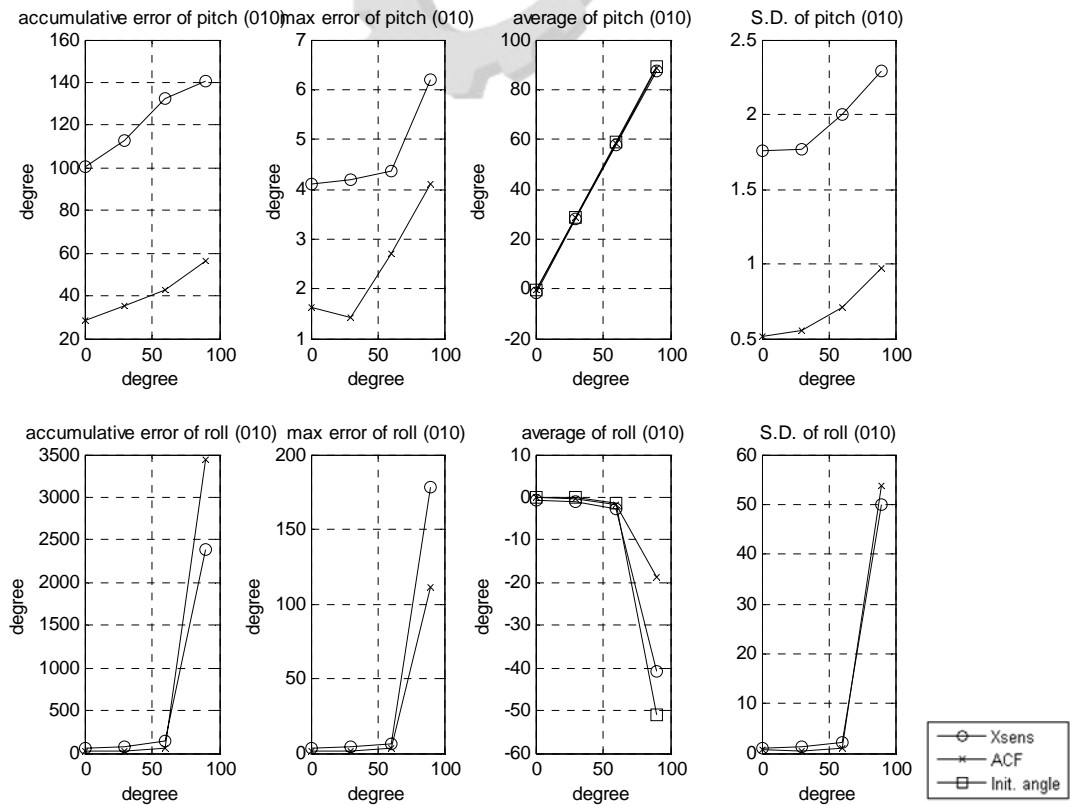 accumulative error of pitch (010)
160
140
120
100
80
60
40
20
0 50 100
degree
degree
max error of pitch (010)
7
6
5
4
3
2
1
0 50 100
degree
degree
average of pitch (010)
100
80
60
40
20
0
-20
0 50 100
degree
degree
S.D. of pitch (010)
2.5
2
1.5
1
0.5
0 50 100
degree
accumulative error of roll (010)
3500
3000
2500
2000
1500
1000
500
0
0 50 100
degree
degree
max error of roll (010)
200
150
100
50
0
0 50 100
degree
degree
average of roll (010)
10
0
-10
-20
-30
-40
-50
-60
0 50 100
degree
degree
S.D. of roll (010)
60
50
40
30
20
10
0
0 50 100
degree
Xsens
ACF
Init. angle